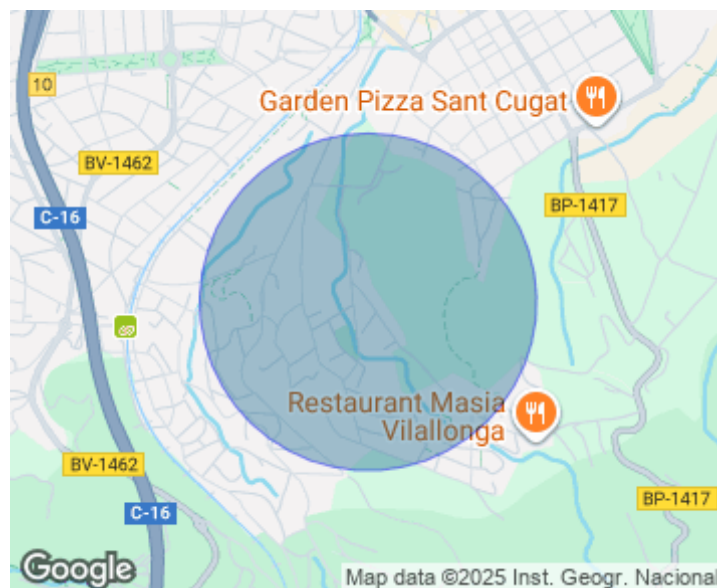 10
Garden Pizza Sant Cugat
BV-1462
C-16
BP-1417
Restaurant Masia
Vilallonga
BV-1462
C-16
BP-1417
Google
Map data ©2025 Inst. Geogr. Nacional